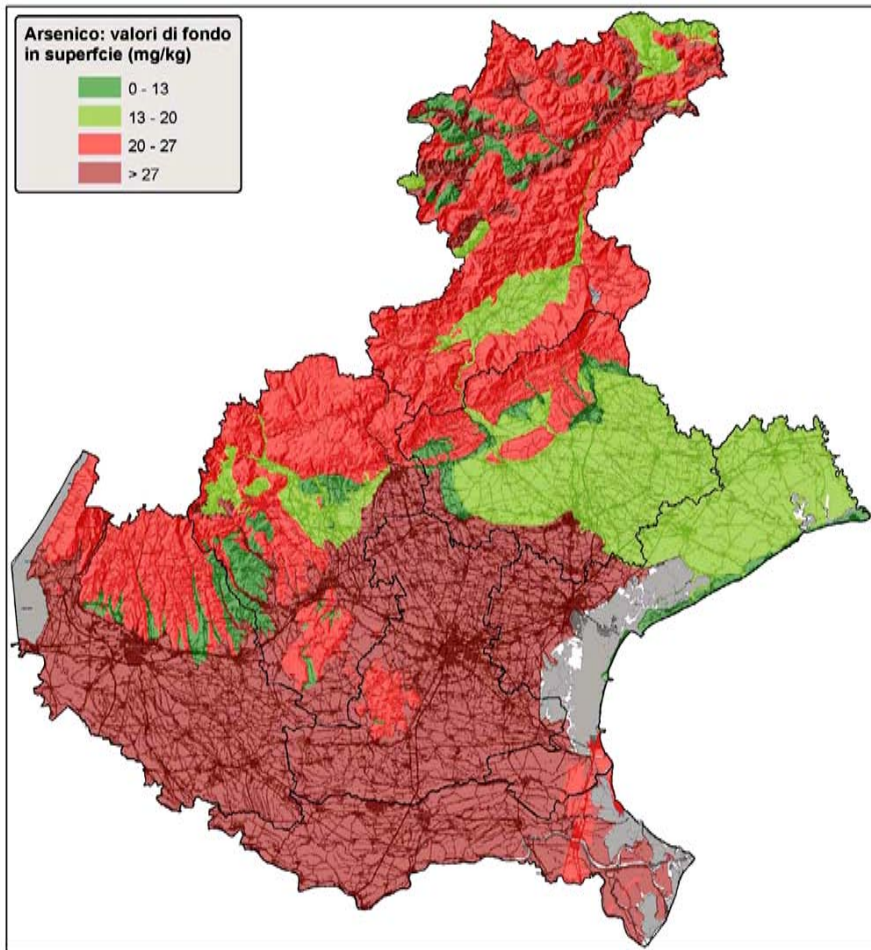 Arsenico: valori di fondo
in superfcie (mg/kg)
0 - 13
13 - 20
20 - 27
> 27